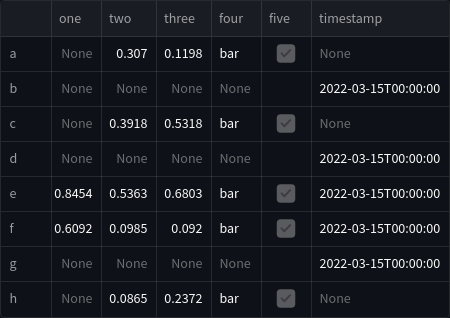 one two three four five timestamp
a None 0.307 0.1198 bar None
b None None None None 2022-03-15T00:00:00
c None 0.3918 0.5318 bar None
d None None None None 2022-03-15T00:00:00
e 0.8454 0.5363 0.6803 bar 2022-03-15T00:00:00
f 0.6092 0.0985 0.092 bar 2022-03-15T00:00:00
g None None None None 2022-03-15T00:00:00
h None 0.0865 0.2372 bar None